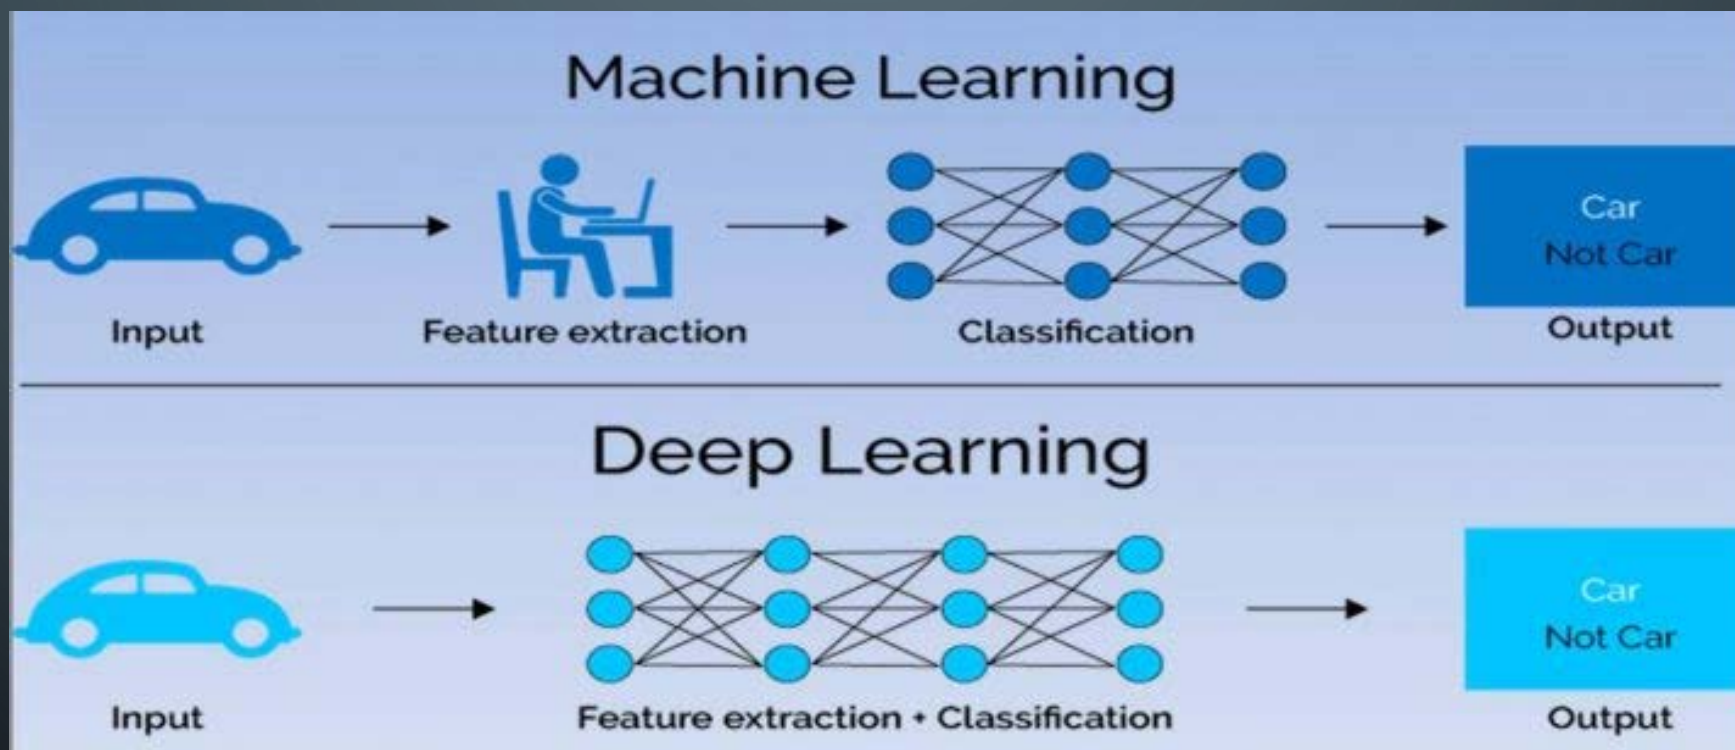 Machine Learning
Car
Not Car
Input
Feature extraction
Classification
Output
Deep Learning
Car
Not Car
Input
Feature extraction + Classification
Output